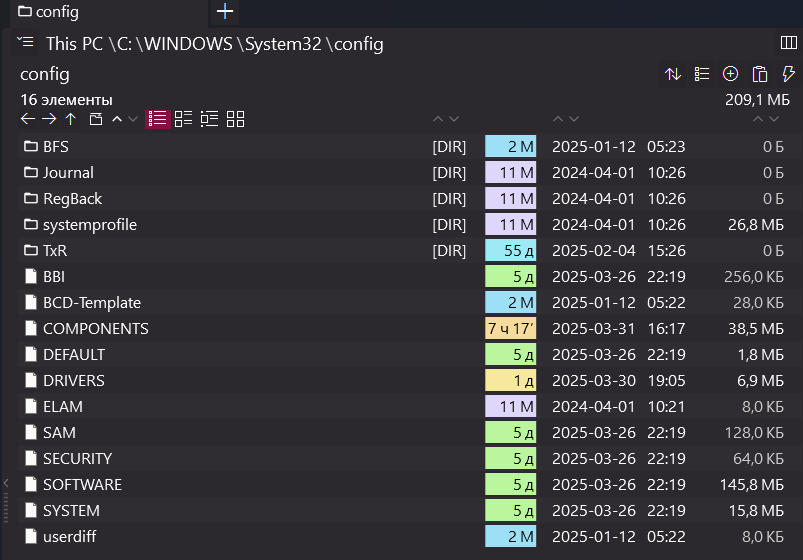 config
This PC \C: \WINDOWS \System32 \config
config
16 элементы 209,1 МБ
BFS [DIR] 2 М 2025-01-12 05:23 0 Б
Journal [DIR] 11 М 2024-04-01 10:26 0 Б
RegBack [DIR] 11 М 2024-04-01 10:26 0 Б
systemprofile [DIR] 11 М 2024-04-01 10:26 26,8 МБ
TxR [DIR] 55 д 2025-02-04 15:26 0 Б
BBI 5 д 2025-03-26 22:19 256,0 КБ
BCD-Template 2 М 2025-01-12 05:22 28,0 КБ
COMPONENTS 7 ч 17′ 2025-03-31 16:17 38,5 МБ
DEFAULT 5 д 2025-03-26 22:19 1,8 МБ
DRIVERS 1 д 2025-03-30 19:05 6,9 МБ
ELAM 11 М 2024-04-01 10:21 8,0 КБ
SAM 5 д 2025-03-26 22:19 128,0 КБ
SECURITY 5 д 2025-03-26 22:19 64,0 КБ
SOFTWARE 5 д 2025-03-26 22:19 145,8 МБ
SYSTEM 5 д 2025-03-26 22:19 15,8 МБ
userdiff 2 М 2025-01-12 05:22 8,0 КБ